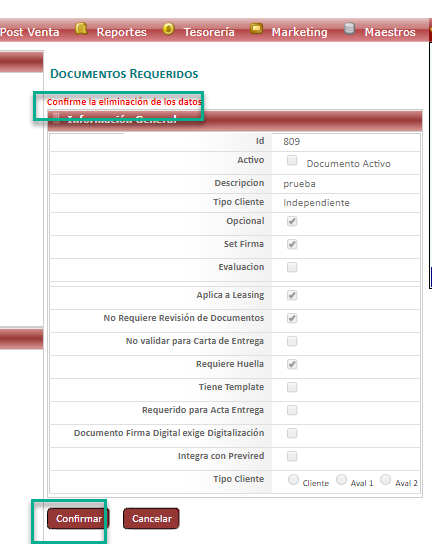 Post Venta Reportes Tesorería Marketing Maestros
Documentos Requeridos
Confirme la eliminación de los datos
Información General
Id 809
Activo Documento Activo
Descripcion prueba
Tipo Cliente Independiente
Opcional
Set Firma
Evaluacion
Aplica a Leasing
No Requiere Revisión de Documentos
No validar para Carta de Entrega
Requiere Huella
Tiene Template
Requerido para Acta Entrega
Documento Firma Digital exige Digitalización
Integra con Previred
Tipo Cliente Cliente Aval 1 Aval 2
Confirmar Cancelar